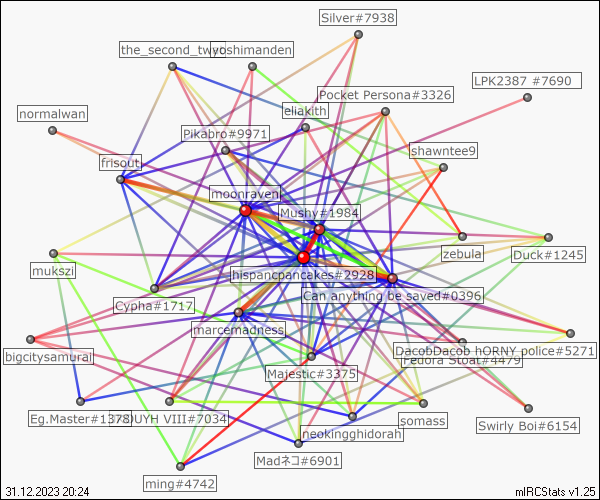 Silver#7938
the_second_twyo
yoshimanden
LPK2387 #7690
Pocket Persona#3326
normalwan
eliakith
Pikabro#9971
shawntee9
frisout
moonraven
Mushy#1984
zebula
Duck#1245
mukszi
hispancpancakes#2928
Can anything be saved#0396
Cypha#1717
marcemadness
DacobDacob hORNY police#5271
bigcitysamurai
Fedora Stoat#4479
Majestic#3375
Eg.Master#1378
UYH VIII#7034
somass
Swirly Boi#6154
neokingghidorah
Madネコ#6901
ming#4742
31.12.2023 20:24
mIRCStats v1.25